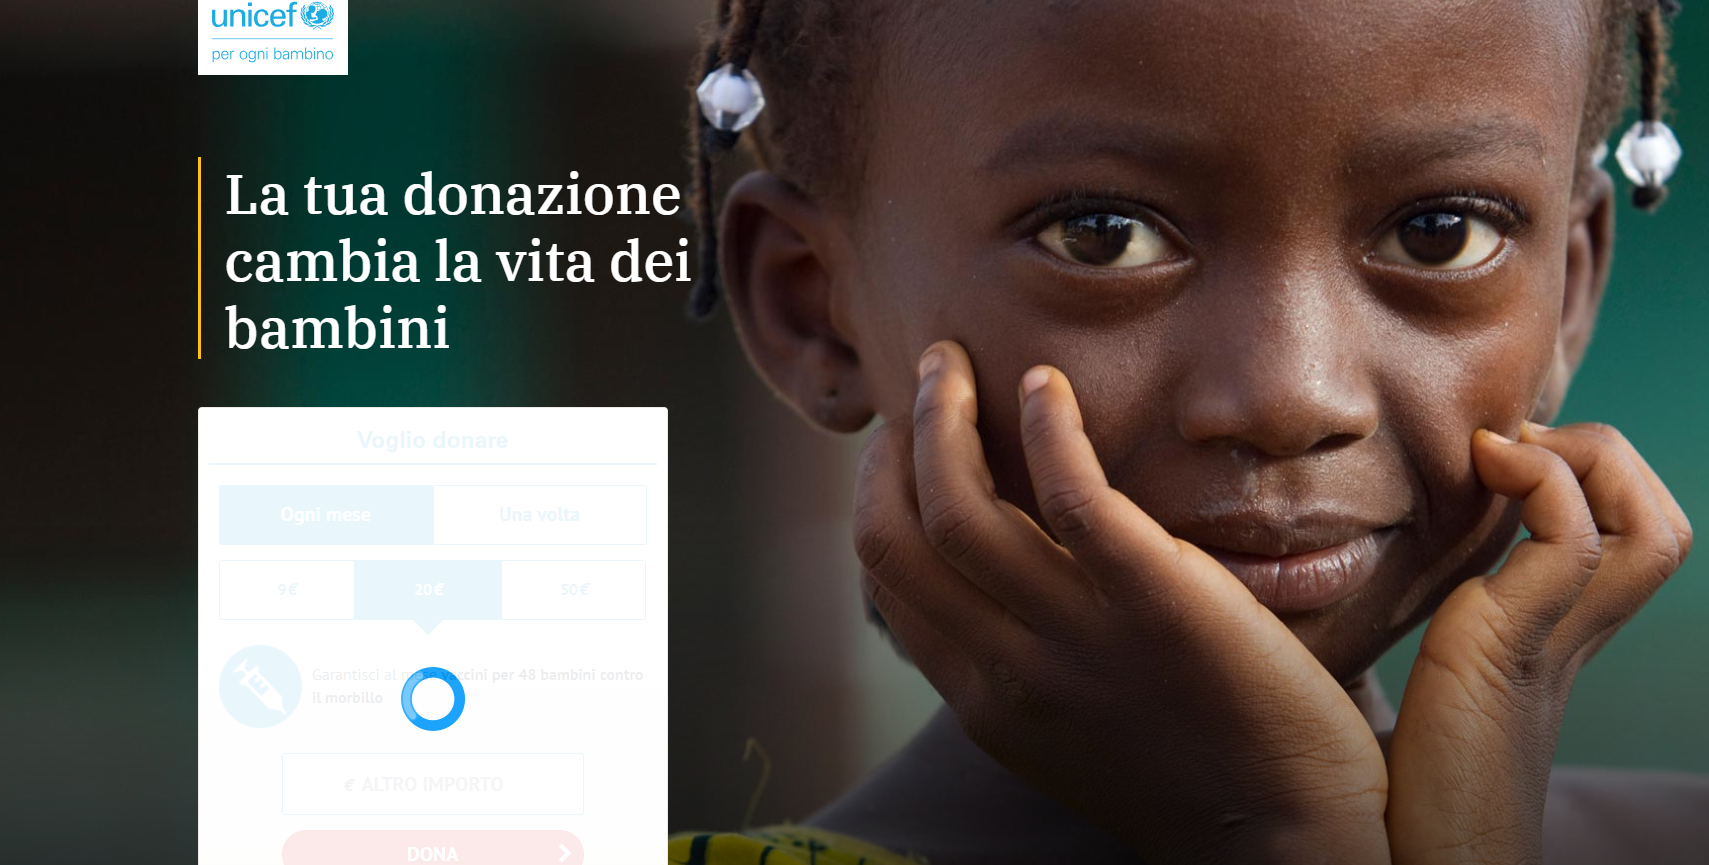 unicef
per ogni bambino
La tua donazione
cambia la vita dei
bambini
Voglio donare
Ogni mese
Una volta
9€
20€
50€
Garantisci al mese vaccini per 48 bambini contro
il morbillo
€ ALTRO IMPORTO
DONA